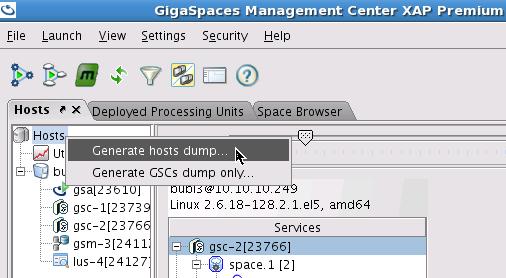 GigaSpaces Management Center XAP Premium
File Launch View Settings Security Help
Hosts Deployed Processing Units Space Browser
Hosts
Generate hosts dump...
Generate GSCs dump only...
gsa[23610]
gsc-1[23739
gsc-2[23766
gsm-3[2411
lus-4[24127
bubi3@10.10.10.249
Linux 2.6.18-128.2.1.el5, amd64
Services
gsc-2[23766]
space.1 [2]